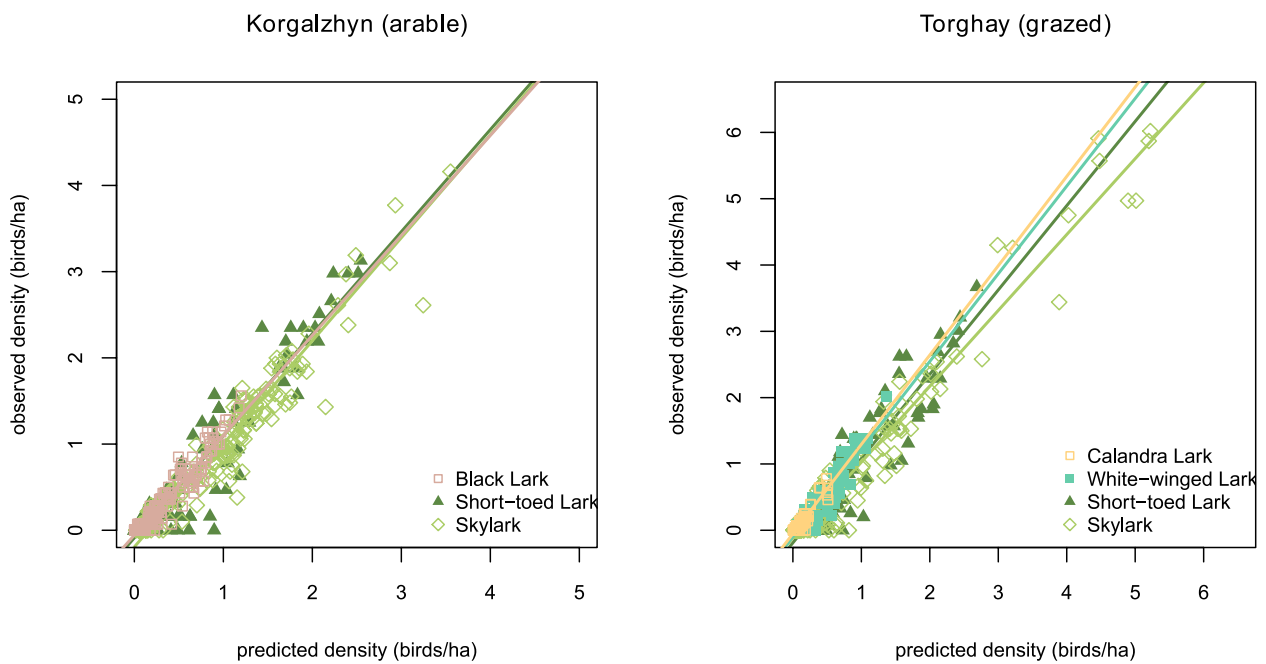 Korgalzhyn (arable)
observed density (birds/ha)
5
4
3
2
1
0
Black Lark
Short−toed Lark
Skylark
0 1 2 3 4 5
predicted density (birds/ha)
Torghay (grazed)
observed density (birds/ha)
6
5
4
3
2
1
0
Calandra Lark
White−winged Lark
Short−toed Lark
Skylark
0 1 2 3 4 5 6
predicted density (birds/ha)